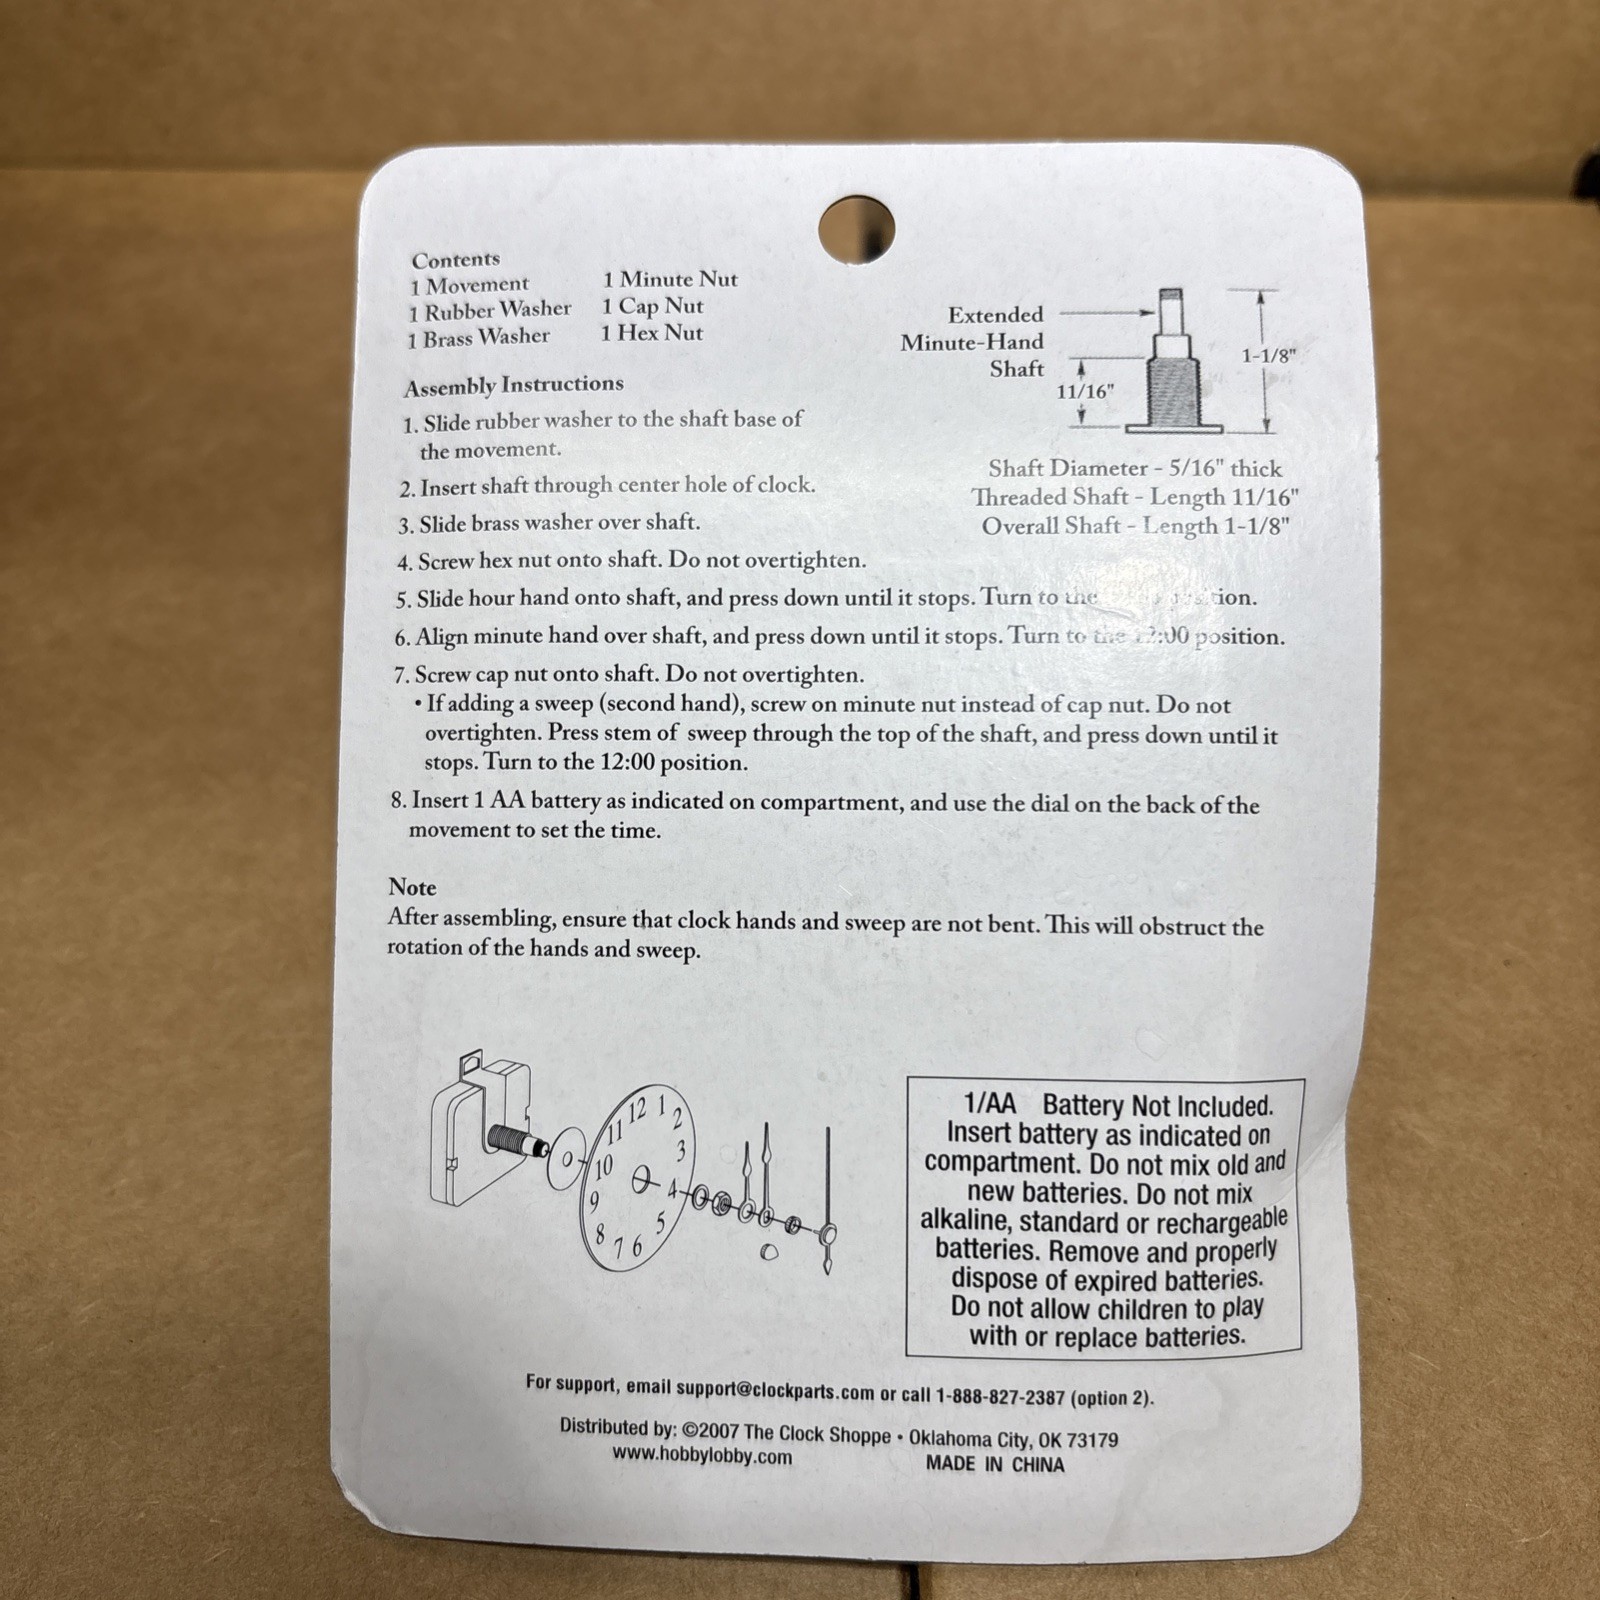 Contents
1 Movement
1 Rubber Washer
1 Brass Washer
1 Minute Nut
1 Cap Nut
1 Hex Nut
Extended
Minute-Hand
Shaft
11/16"
1-1/8"
Shaft Diameter - 5/16" thick
Threaded Shaft - Length 11/16"
Overall Shaft - Length 1-1/8"
Assembly Instructions
1. Slide rubber washer to the shaft base of
the movement.
2. Insert shaft through center hole of clock.
3. Slide brass washer over shaft.
4. Screw hex nut onto shaft. Do not overtighten.
5. Slide hour hand onto shaft, and press down until it stops. Turn to the
6. Align minute hand over shaft, and press down until it stops. Turn to the position.
7. Screw cap nut onto shaft. Do not overtighten.
• If adding a sweep (second hand), screw on minute nut instead of cap nut. Do not
overtighten. Press stem of sweep through the top of the shaft, and press down until it
stops. Turn to the 12:00 position.
8. Insert 1 AA battery as indicated on compartment, and use the dial on the back of the
movement to set the time.
Note
After assembling, ensure that clock hands and sweep are not bent. This will obstruct the
rotation of the hands and sweep.
12 1 2 3 4 5 6 7 8 9 10 11
1/AA Battery Not Included.
Insert battery as indicated on
compartment. Do not mix old and
new batteries. Do not mix
alkaline, standard or rechargeable
batteries. Remove and properly
dispose of expired batteries.
Do not allow children to play
with or replace batteries.
For support, email support@clockparts.com or call 1-888-827-2387 (option 2).
Distributed by: ©2007 The Clock Shoppe • Oklahoma City, OK 73179
www.hobbylobby.com MADE IN CHINA